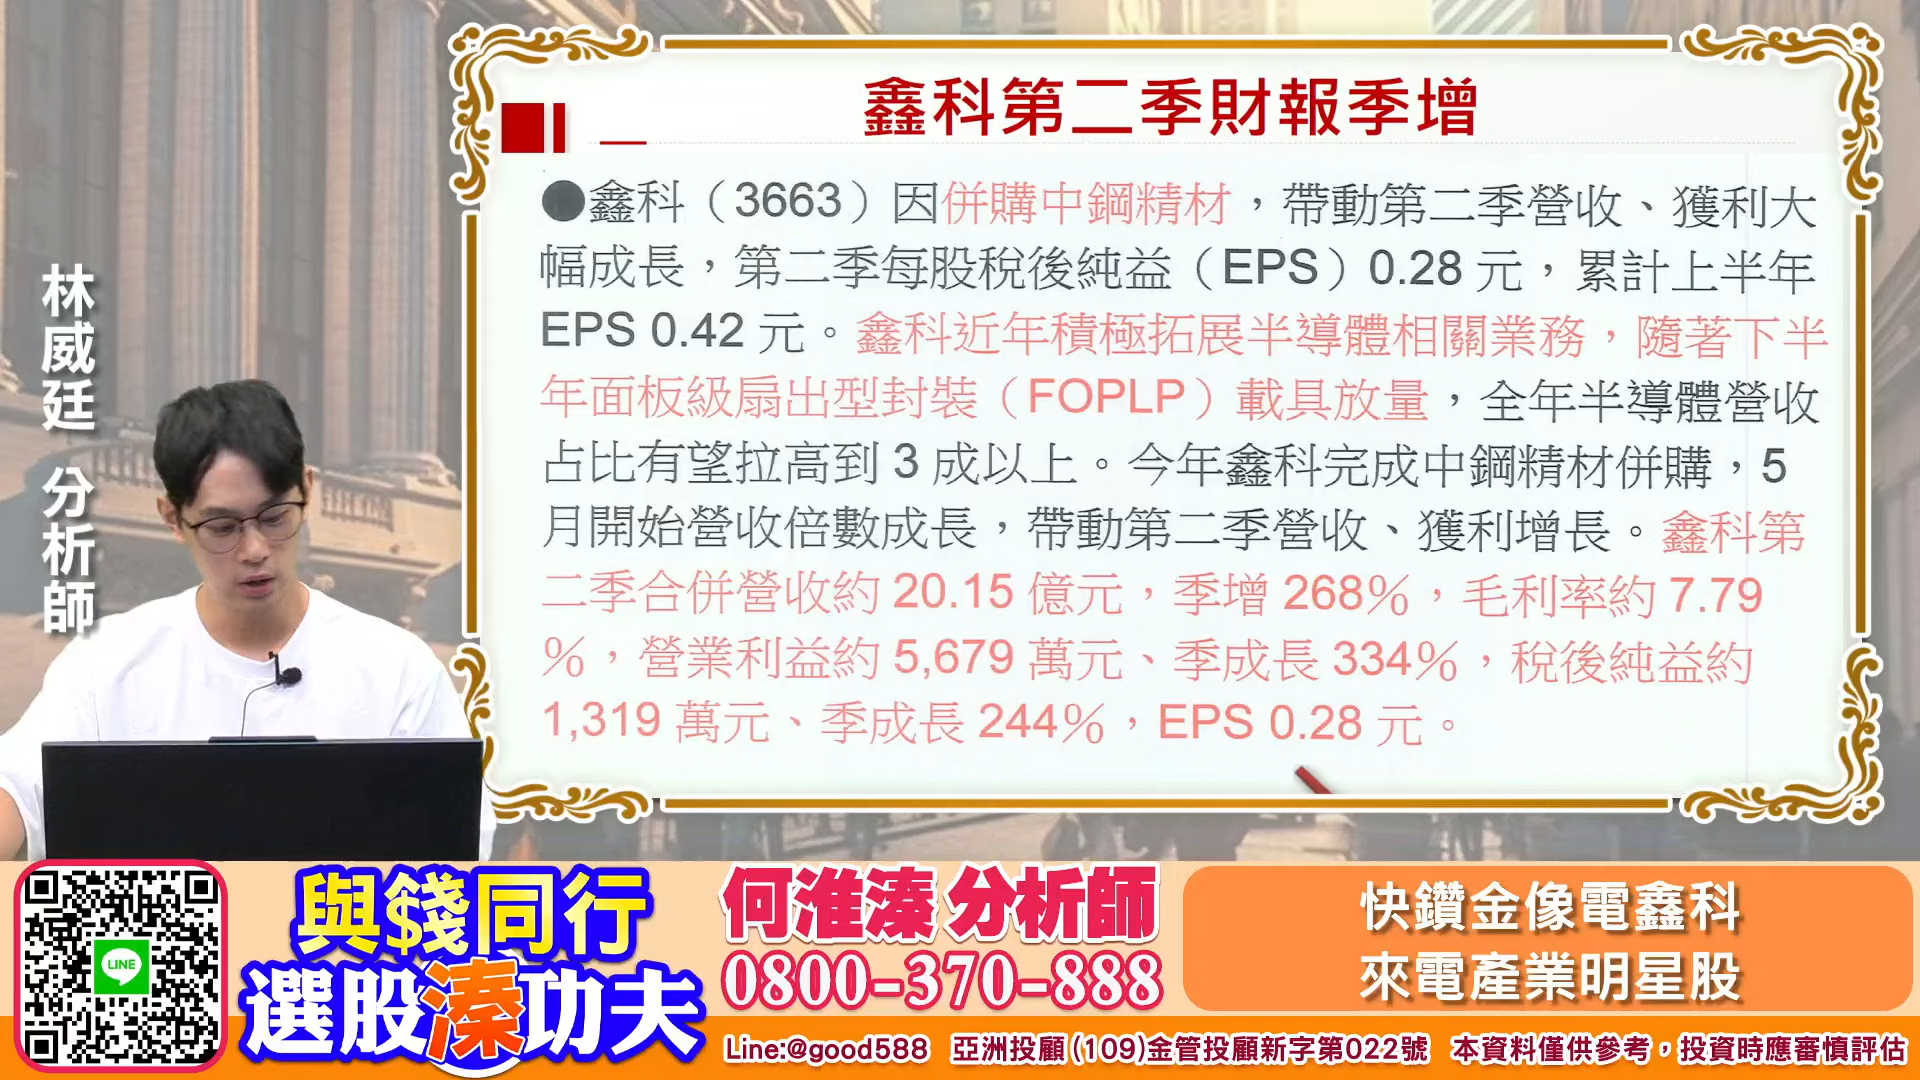 鑫科第二季財報季增
●鑫科（3663）因併購中鋼精材，帶動第二季營收、獲利大
幅成長，第二季每股稅後純益（EPS）0.28 元，累計上半年
EPS 0.42 元。鑫科近年積極拓展半導體相關業務，隨著下半
年面板級扇出型封裝（FOPLP）載具放量，全年半導體營收
占比有望拉高到 3 成以上。今年鑫科完成中鋼精材併購，5
月開始營收倍數成長，帶動第二季營收、獲利增長。鑫科第
二季合併營收約 20.15 億元，季增 268％，毛利率約 7.79
％，營業利益約 5,679 萬元、季成長 334％，稅後純益約
1,319 萬元、季成長 244％，EPS 0.28 元。
林威廷 分析師
LINE
與錢同行
選股溱功夫
何淮溱 分析師
0800-370-888
快鑽金像電鑫科
來電產業明星股
Line:@good588 亞洲投顧 (109)金管投顧新字第022號 本資料僅供參考，投資時應審慎評估